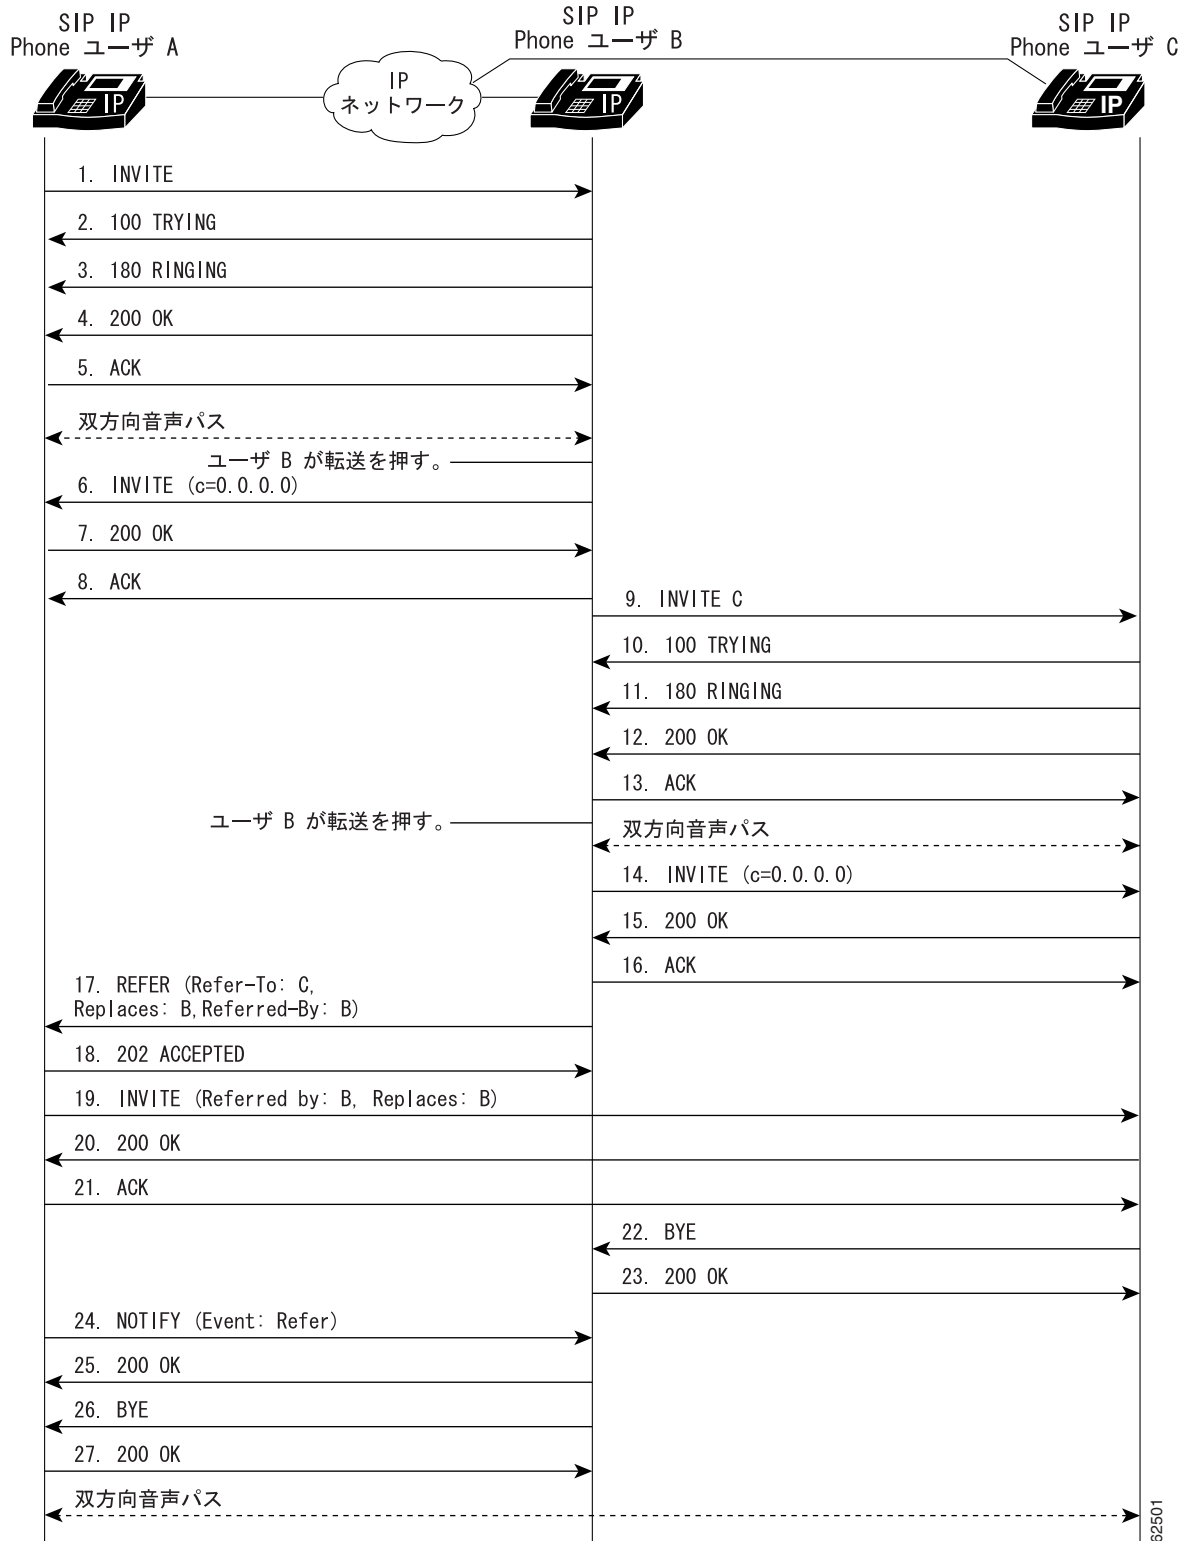 SIP IP
Phone ユーザ A
SIP IP
Phone ユーザ B
SIP IP
Phone ユーザ C
IP
ネットワーク
IP
IP
IP
1. INVITE
2. 100 TRYING
3. 180 RINGING
4. 200 OK
5. ACK
双方向音声パス
ユーザ B が転送を押す。
6. INVITE (c=0.0.0.0)
7. 200 OK
8. ACK
9. INVITE C
10. 100 TRYING
11. 180 RINGING
12. 200 OK
13. ACK
ユーザ B が転送を押す。
双方向音声パス
14. INVITE (c=0.0.0.0)
15. 200 OK
16. ACK
17. REFER (Refer-To: C,
Replaces: B,Referred-By: B)
18. 202 ACCEPTED
19. INVITE (Referred by: B, Replaces: B)
20. 200 OK
21. ACK
22. BYE
23. 200 OK
24. NOTIFY (Event: Refer)
25. 200 OK
26. BYE
27. 200 OK
双方向音声パス
62501